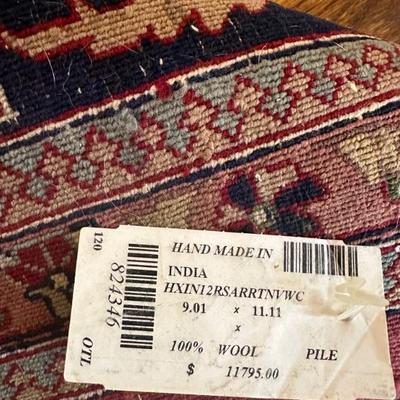 HAND MADE IN
INDIA
HXIN12RSARRTNVWC
9.01 x 11.11
x
100% WOOL PILE
$ 11795.00
120
824346
OTL